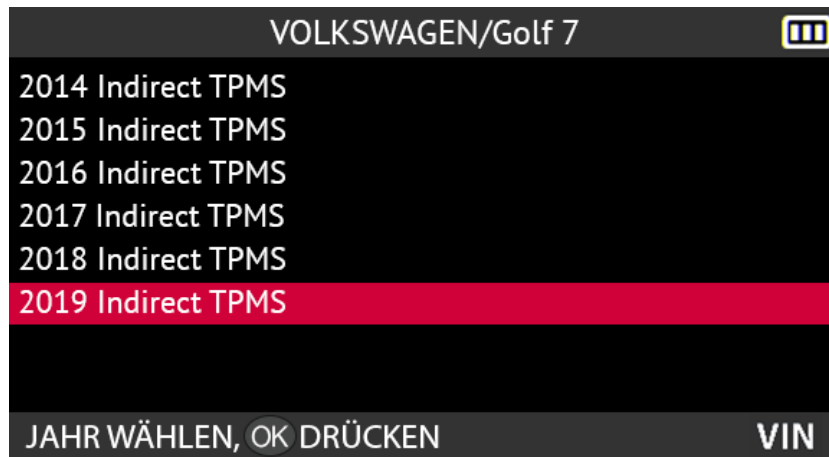 VOLKSWAGEN/Golf 7
2014 Indirect TPMS
2015 Indirect TPMS
2016 Indirect TPMS
2017 Indirect TPMS
2018 Indirect TPMS
2019 Indirect TPMS
JAHR WÄHLEN, OK DRÜCKEN VIN